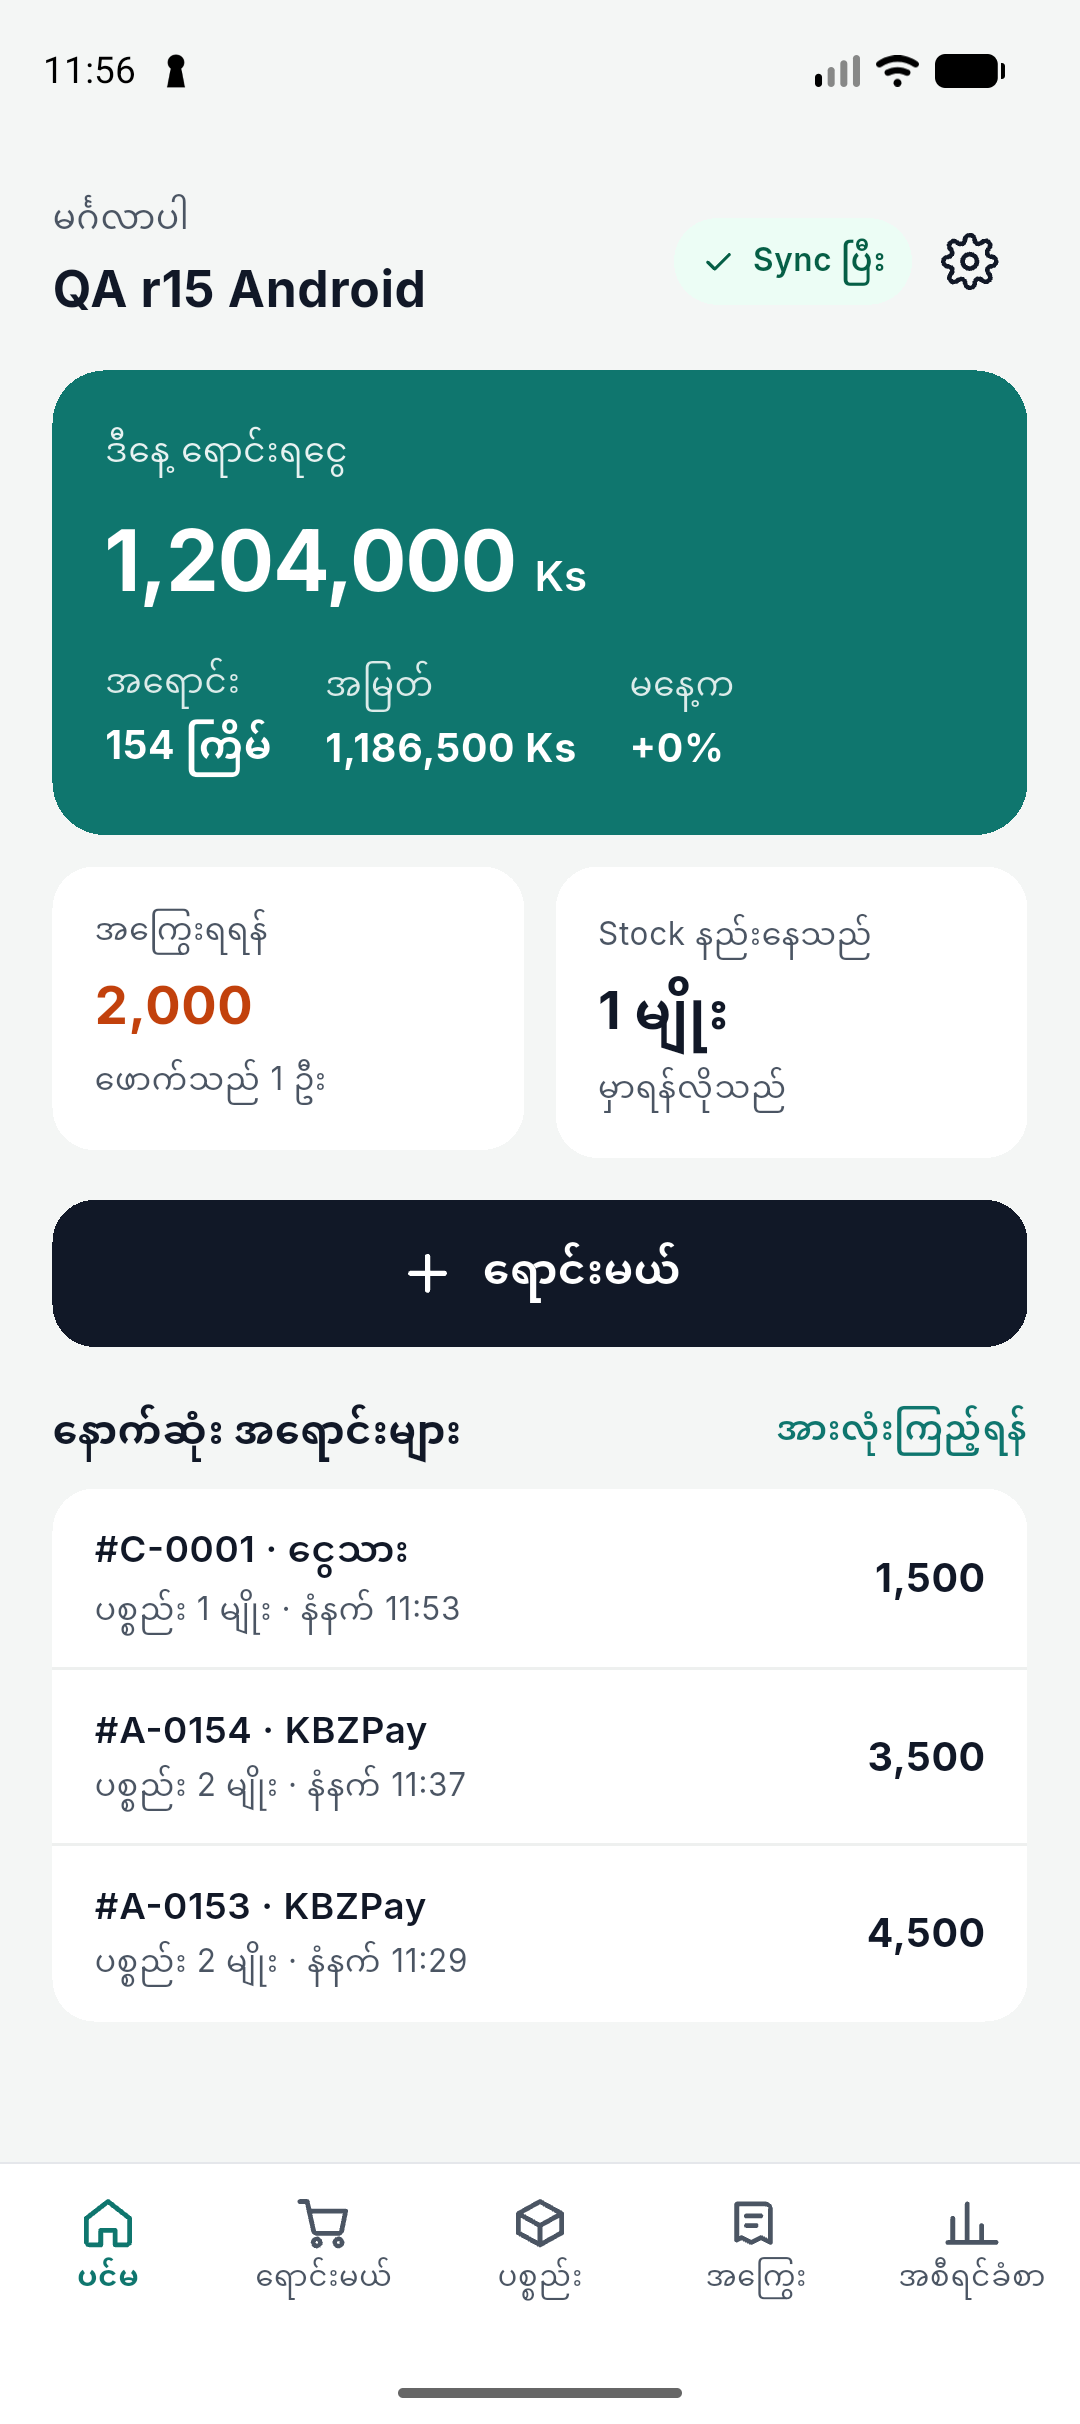 11:56
မင်္ဂလာပါ
QA r15 Android
Sync ပြီး
ဒီနေ့ ရောင်းရငွေ
1,204,000 Ks
အရောင်း
154 ကြိမ်
အမြတ်
1,186,500 Ks
မနေ့က
+0%
အကြွေးရရန်
2,000
ဖောက်သည် 1 ဦး
Stock နည်းနေသည်
1 မျိုး
မှာရန်လိုသည်
ရောင်းမယ်
နောက်ဆုံး အရောင်းများ
အားလုံးကြည့်ရန်
#C-0001 · ငွေသား
ပစ္စည်း 1 မျိုး · နံနက် 11:53
1,500
#A-0154 · KBZPay
ပစ္စည်း 2 မျိုး · နံနက် 11:37
3,500
#A-0153 · KBZPay
ပစ္စည်း 2 မျိုး · နံနက် 11:29
4,500
ပင်မ
ရောင်းမယ်
ပစ္စည်း
အကြွေး
အစီရင်ခံစာ